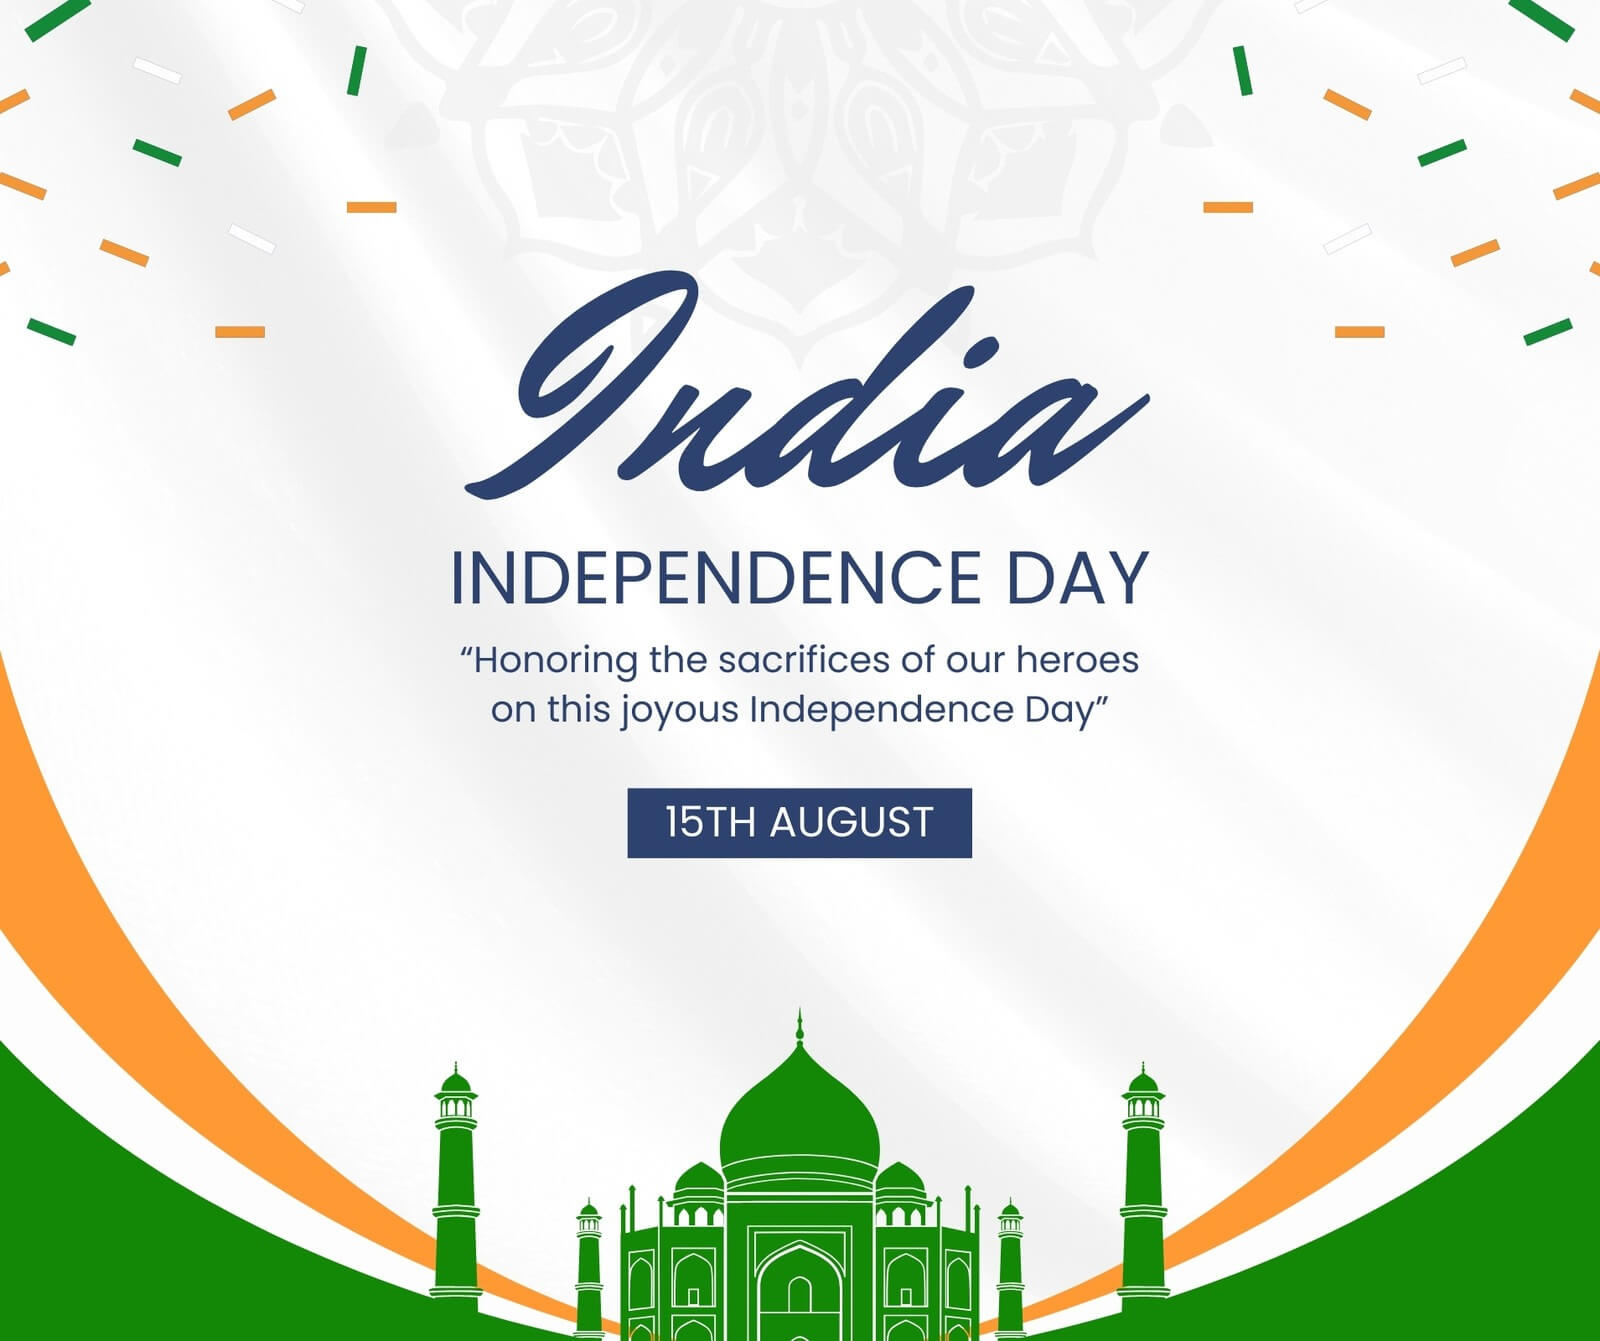 India
INDEPENDENCE DAY
“Honoring the sacrifices of our heroes
on this joyous Independence Day”
15TH AUGUST